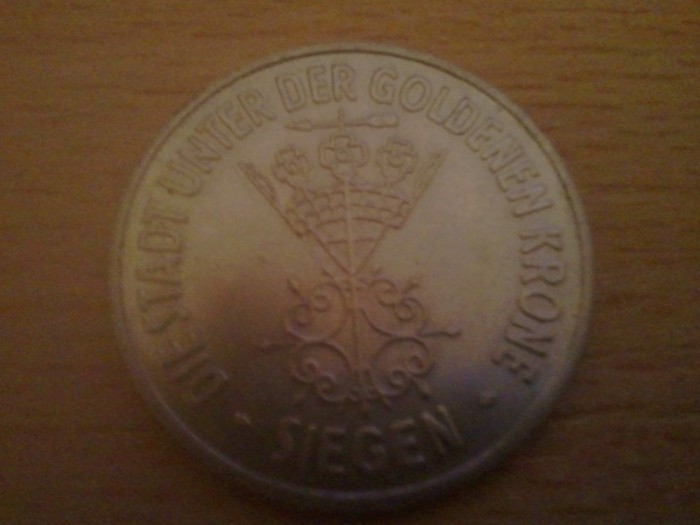 DIE STADT UNTER DER GOLDENEN KRONE
SIEGEN